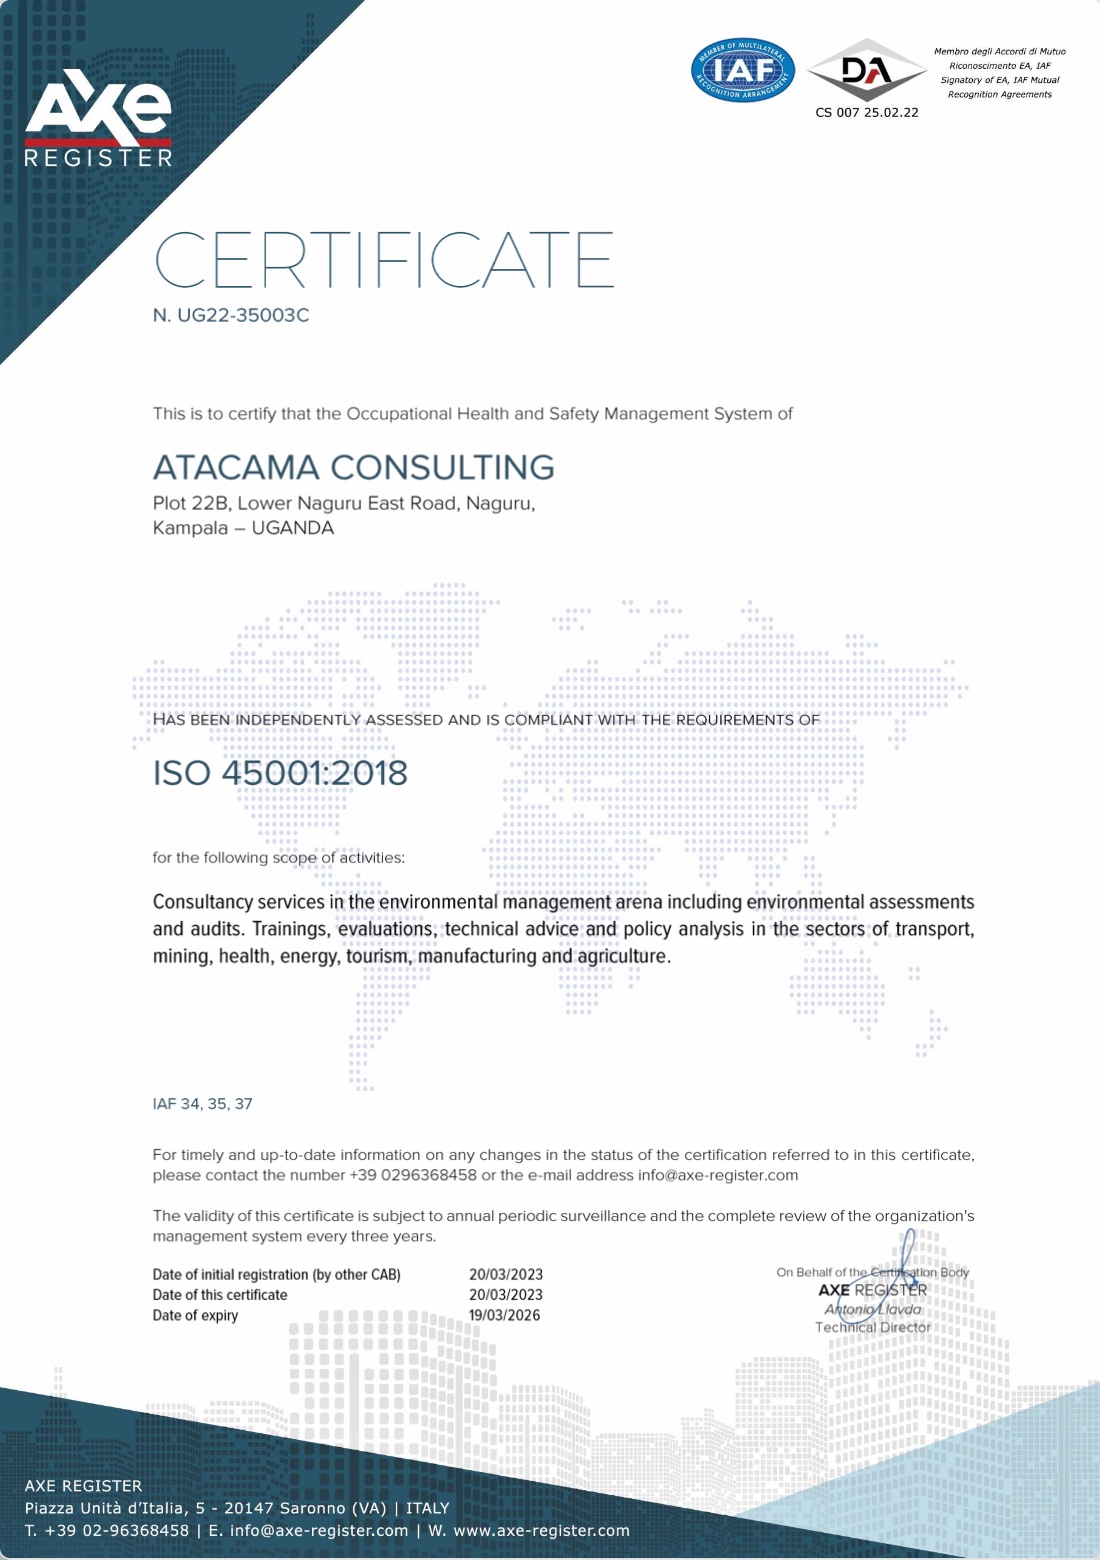 AXe
REGISTER
MEMBER OF MULTILATERAL
IAF
RECOGNITION ARRANGEMENT
DA
CS 007 25.02.22
Membro degli Accordi di Mutuo
Riconoscimento EA, IAF
Signatory of EA, IAF Mutual
Recognition Agreements
CERTIFICATE
N. UG22-35003C
This is to certify that the Occupational Health and Safety Management System of
ATACAMA CONSULTING
Plot 22B, Lower Naguru East Road, Naguru,
Kampala – UGANDA
HAS BEEN INDEPENDENTLY ASSESSED AND IS COMPLIANT WITH THE REQUIREMENTS OF
ISO 45001:2018
for the following scope of activities:
Consultancy services in the environmental management arena including environmental assessments
and audits. Trainings, evaluations, technical advice and policy analysis in the sectors of transport,
mining, health, energy, tourism, manufacturing and agriculture.
IAF 34, 35, 37
For timely and up-to-date information on any changes in the status of the certification referred to in this certificate,
please contact the number +39 0296368458 or the e-mail address info@axe-register.com
The validity of this certificate is subject to annual periodic surveillance and the complete review of the organization's
management system every three years.
Date of initial registration (by other CAB) 20/03/2023
Date of this certificate 20/03/2023
Date of expiry 19/03/2026
On Behalf of the Certification Body
AXE REGISTER
Antonio Llavda
Technical Director
AXE REGISTER
Piazza Unità d'Italia, 5 - 20147 Saronno (VA) | ITALY
T. +39 02-96368458 | E. info@axe-register.com | W. www.axe-register.com